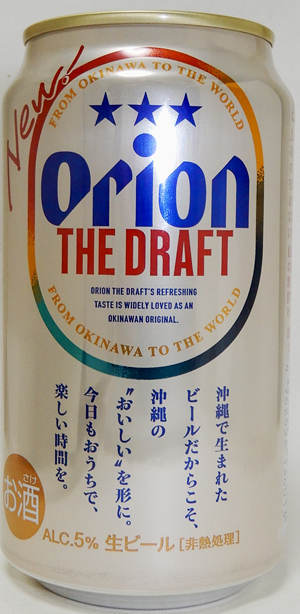 New!
FROM OKINAWA TO THE WORLD
Orion
THE DRAFT
ORION THE DRAFT'S REFRESHING
TASTE IS WIDELY LOVED AS AN
OKINAWAN ORIGINAL.
FROM OKINAWA TO THE WORLD
沖縄で生まれた
ビールだからこそ、
沖縄の
〝おいしい〟を形に。
今日もおうちで、
楽しい時間を。
さけ
お酒
ALC.5% 生ビール[非熱処理]